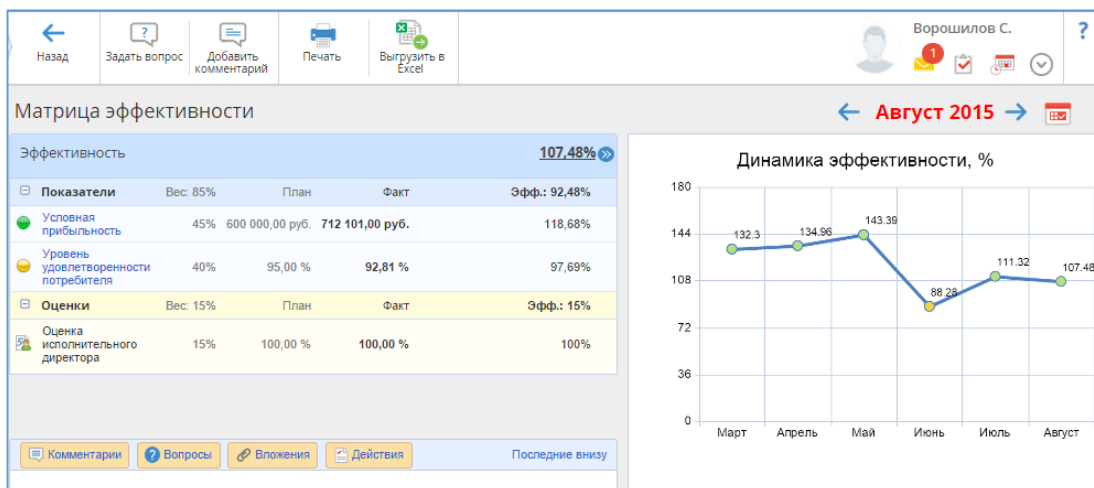 Назад
Задать вопрос
Добавить
комментарий
Печать
Выгрузить в
Excel
Ворошилов С.
1
?
Матрица эффективности
Август 2015
Эффективность 107,48%
Показатели Вес: 85% План Факт Эфф.: 92,48%
Условная
прибыльность 45% 600 000,00 руб. 712 101,00 руб. 118,68%
Уровень
удовлетворенности 40% 95,00 % 92,81 % 97,69%
потребителя
Оценки Вес: 15% План Факт Эфф.: 15%
Оценка
исполнительного 15% 100,00 % 100,00 % 100%
директора
Комментарии Вопросы Вложения Действия Последние внизу
Динамика эффективности, %
180
144
108
72
36
0
132.3 134.96 143.39 88.28 111.32 107.48
Март Апрель Май Июнь Июль Август